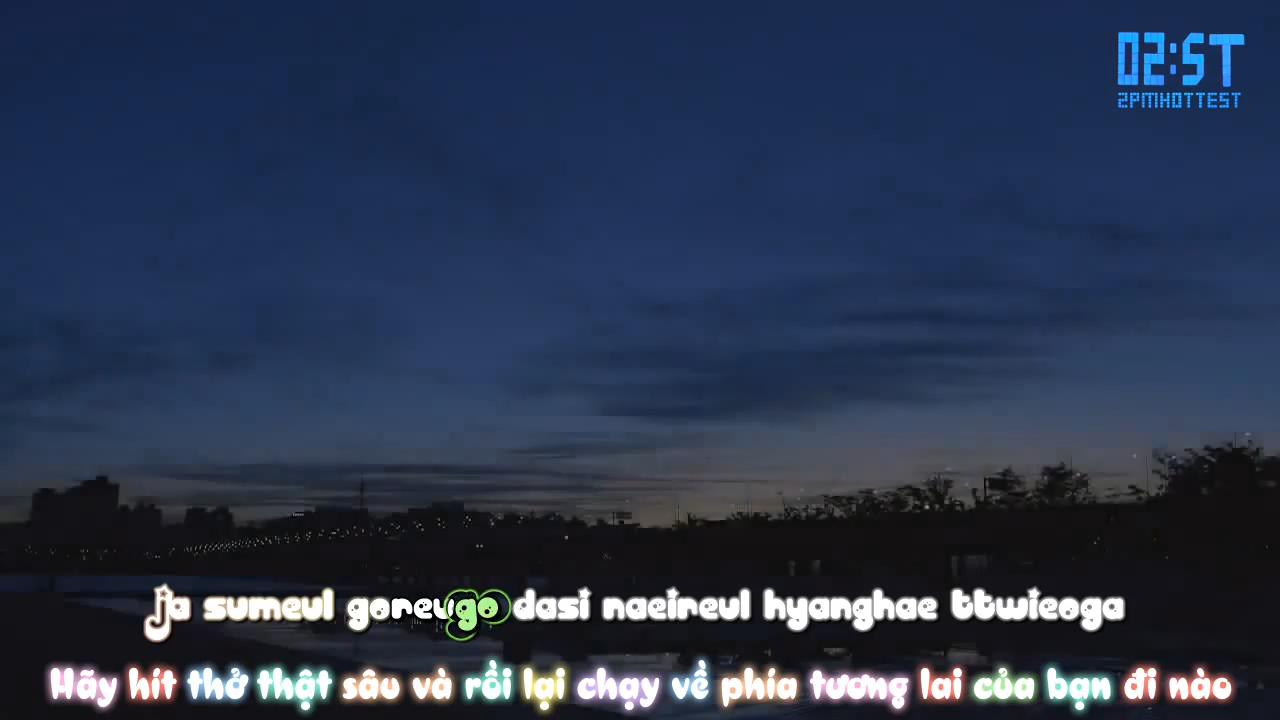 02:ST
2PMHOTTEST
ja sumeul goreugo dasi naeireul hyanghae ttwieoga
Hãy hít thở thật sâu và rồi lại chạy về phía tương lai của bạn đi nào